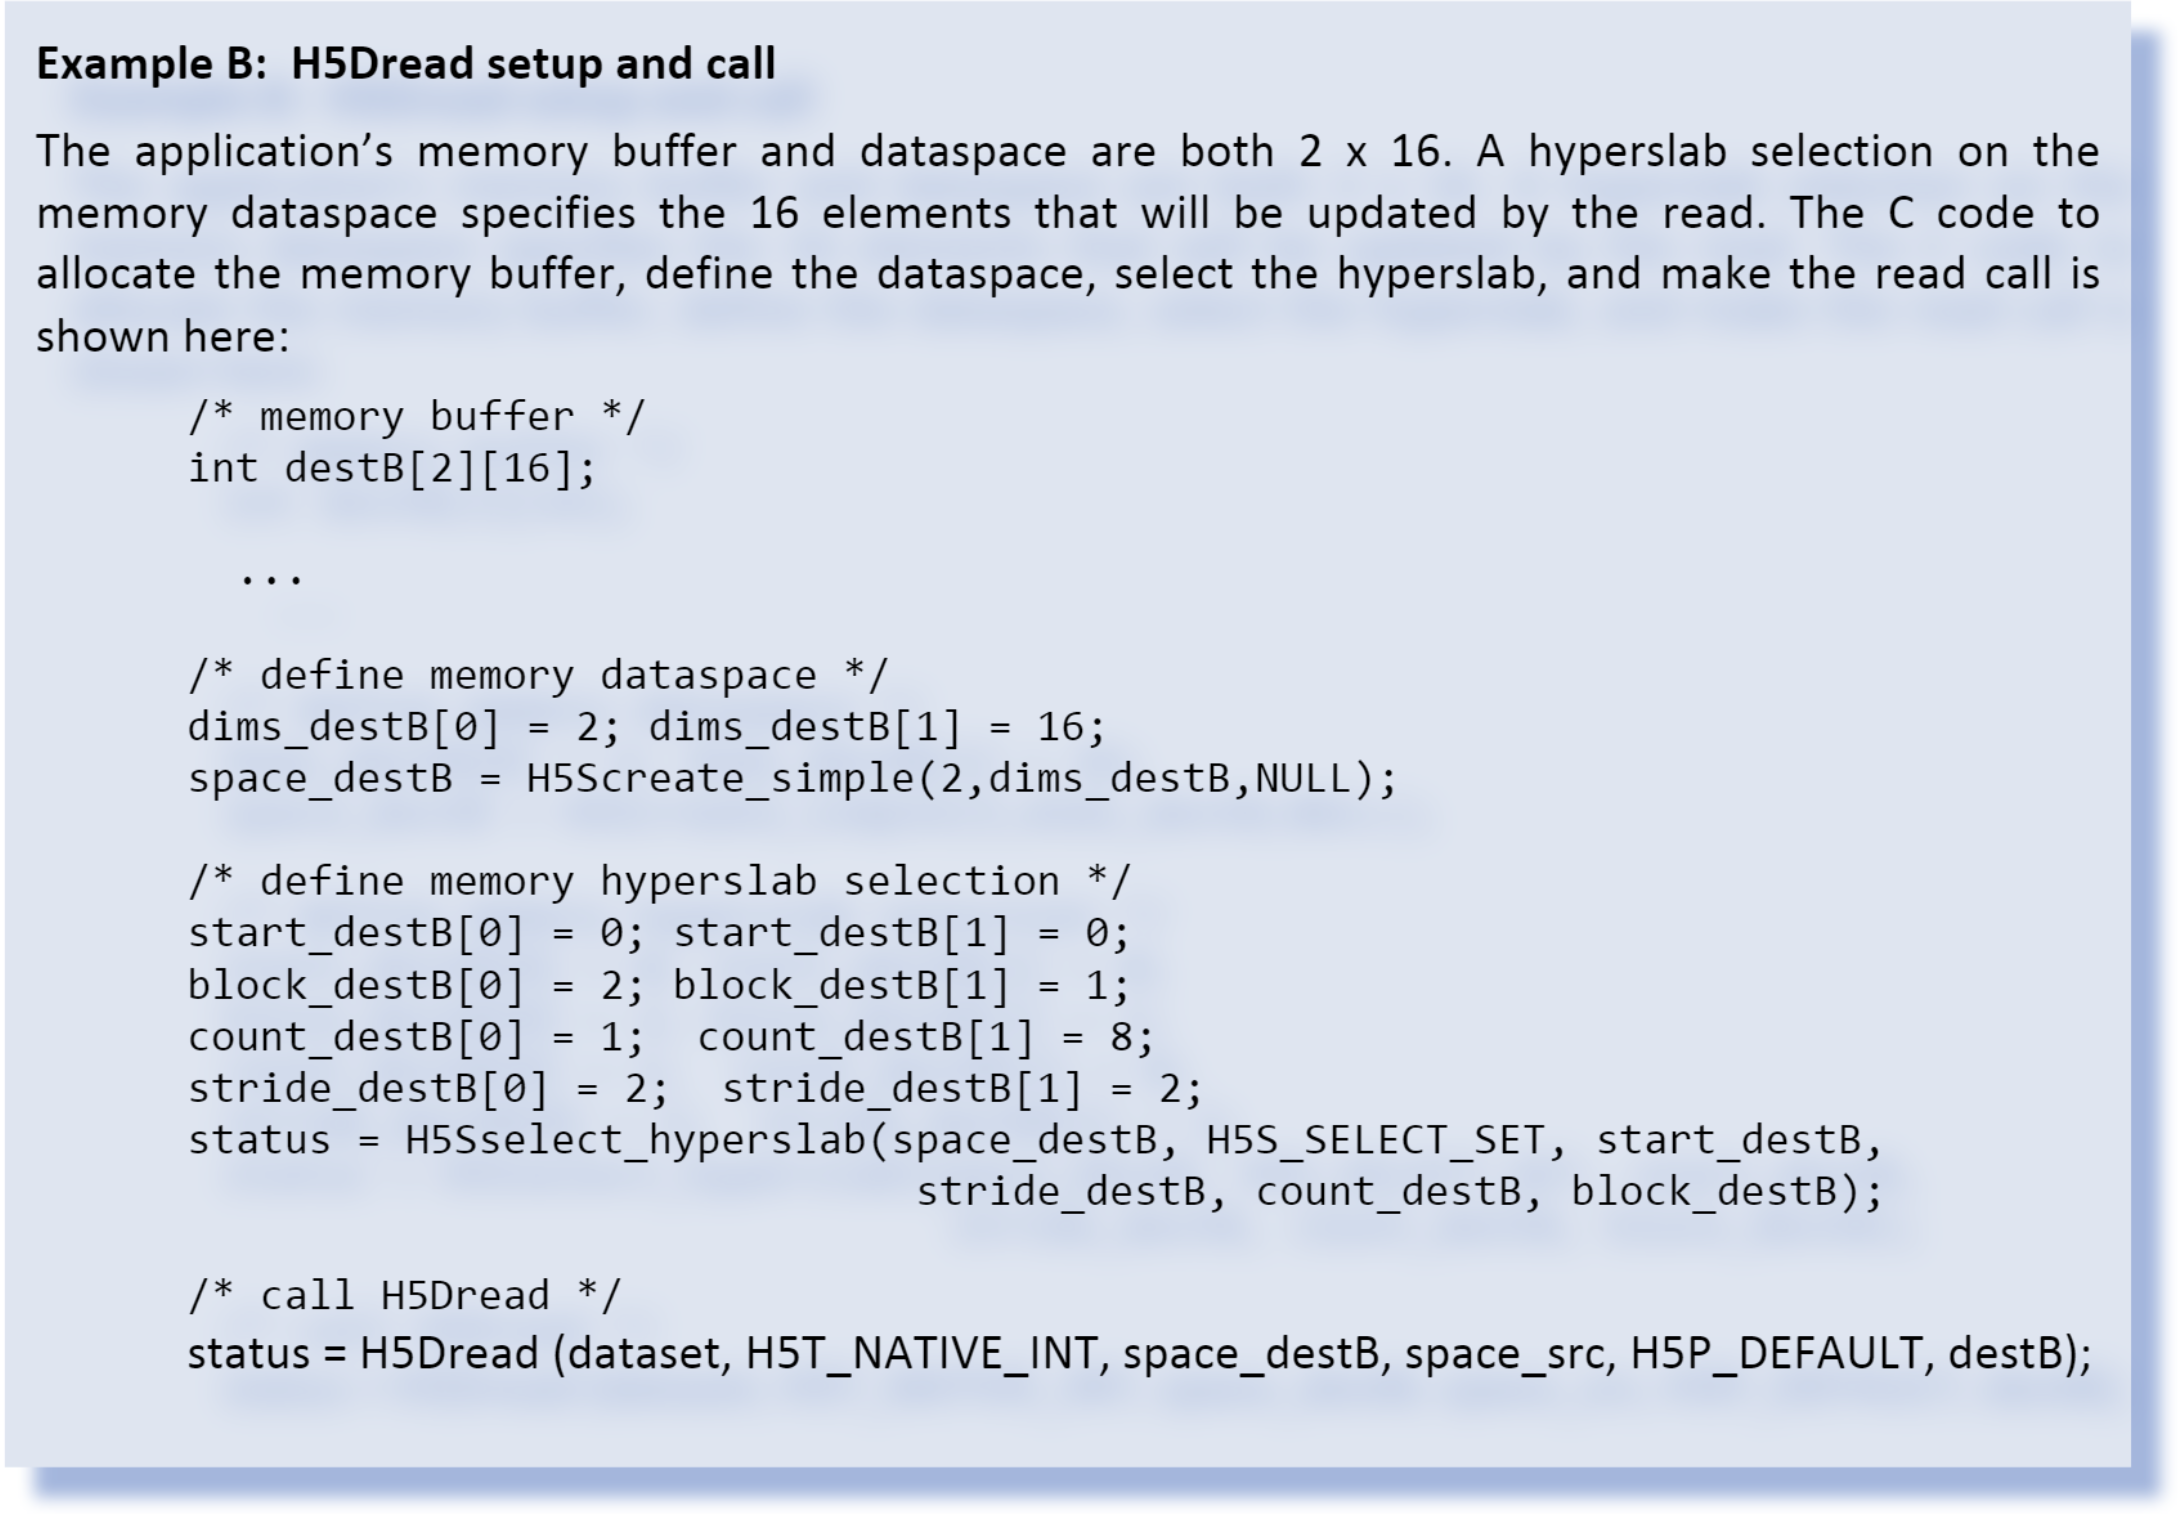 Example B:  H5Dread setup and call
The application’s memory buffer and dataspace are both 2 x 16. A hyperslab selection on the
memory dataspace specifies the 16 elements that will be updated by the read. The C code to
allocate the memory buffer, define the dataspace, select the hyperslab, and make the read call is
shown here:
/* memory buffer */
int destB[2][16];
...
/* define memory dataspace */
dims_destB[0] = 2; dims_destB[1] = 16;
space_destB = H5Screate_simple(2,dims_destB,NULL);
/* define memory hyperslab selection */
start_destB[0] = 0; start_destB[1] = 0;
block_destB[0] = 2; block_destB[1] = 1;
count_destB[0] = 1;  count_destB[1] = 8;
stride_destB[0] = 2;  stride_destB[1] = 2;
status = H5Sselect_hyperslab(space_destB, H5S_SELECT_SET, start_destB,
stride_destB, count_destB, block_destB);
/* call H5Dread */
status = H5Dread (dataset, H5T_NATIVE_INT, space_destB, space_src, H5P_DEFAULT, destB);